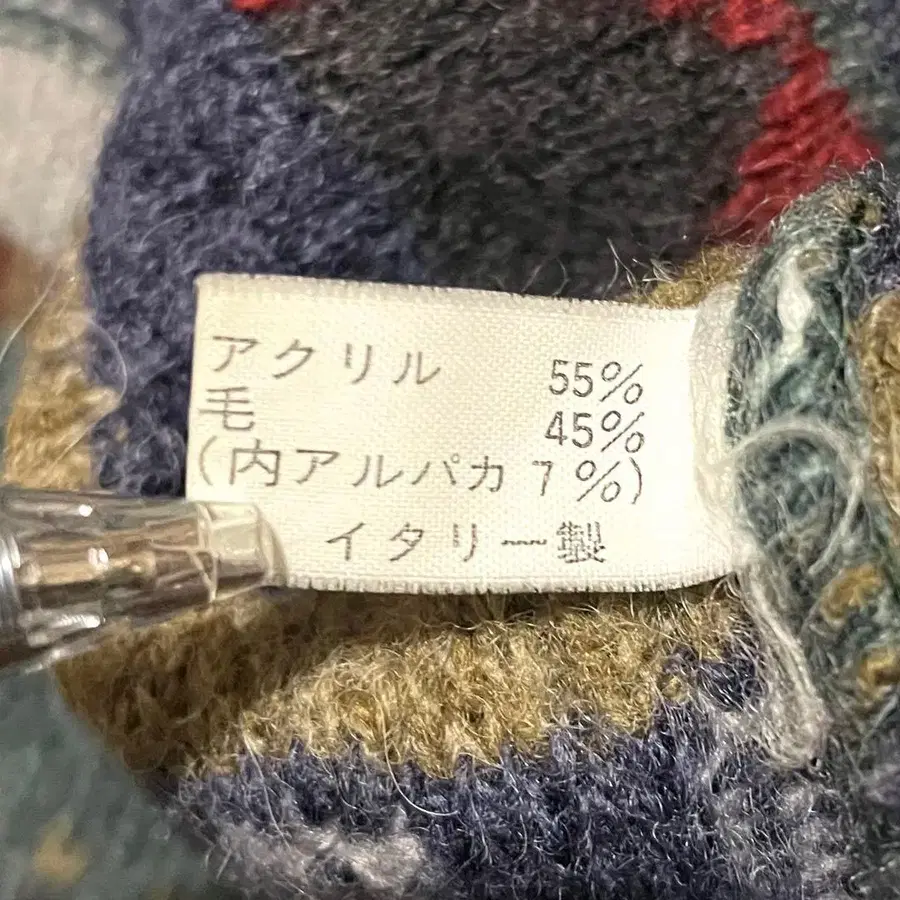 アクリル 55%
毛 45%
(内アルパカ 7%)
イタリー製